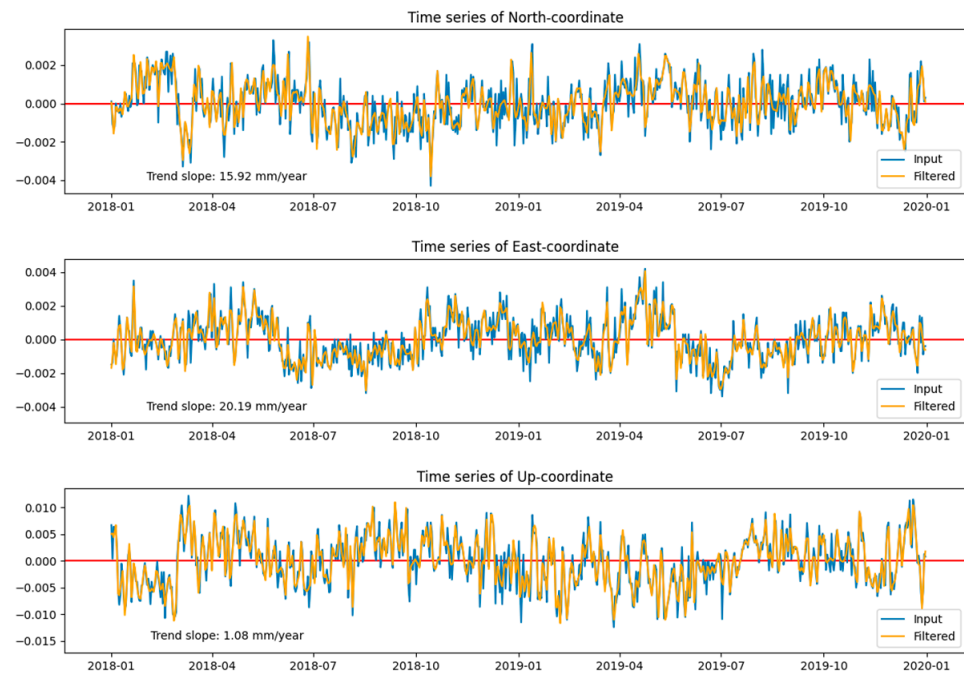 Time series of North-coordinate
0.002
0.000
−0.002
−0.004
Trend slope: 15.92 mm/year
Input
Filtered
2018-01 2018-04 2018-07 2018-10 2019-01 2019-04 2019-07 2019-10 2020-01
Time series of East-coordinate
0.004
0.002
0.000
−0.002
−0.004
Trend slope: 20.19 mm/year
Input
Filtered
2018-01 2018-04 2018-07 2018-10 2019-01 2019-04 2019-07 2019-10 2020-01
Time series of Up-coordinate
0.010
0.005
0.000
−0.005
−0.010
−0.015
Trend slope: 1.08 mm/year
Input
Filtered
2018-01 2018-04 2018-07 2018-10 2019-01 2019-04 2019-07 2019-10 2020-01